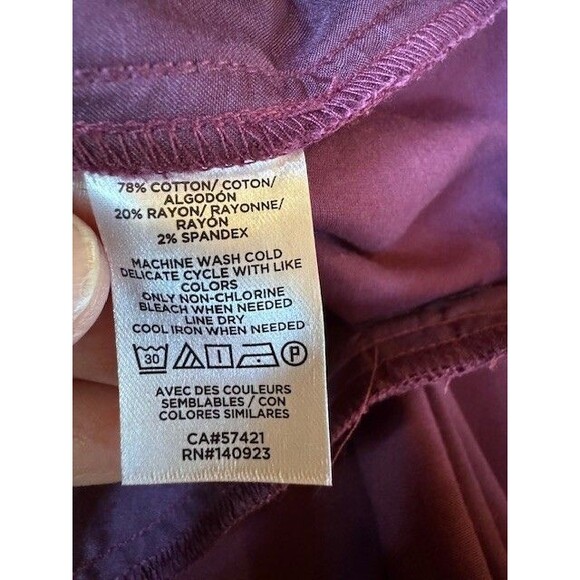 78% COTTON/ COTON/
ALGODÓN
20% RAYON/ RAYONNE/
RAYÓN
2% SPANDEX
MACHINE WASH COLD
DELICATE CYCLE WITH LIKE
COLORS
ONLY NON-CHLORINE
BLEACH WHEN NEEDED
LINE DRY
COOL IRON WHEN NEEDED
30 P
AVEC DES COULEURS
SEMBLABLES / CON
COLORES SIMILARES
CA#57421
RN#140923